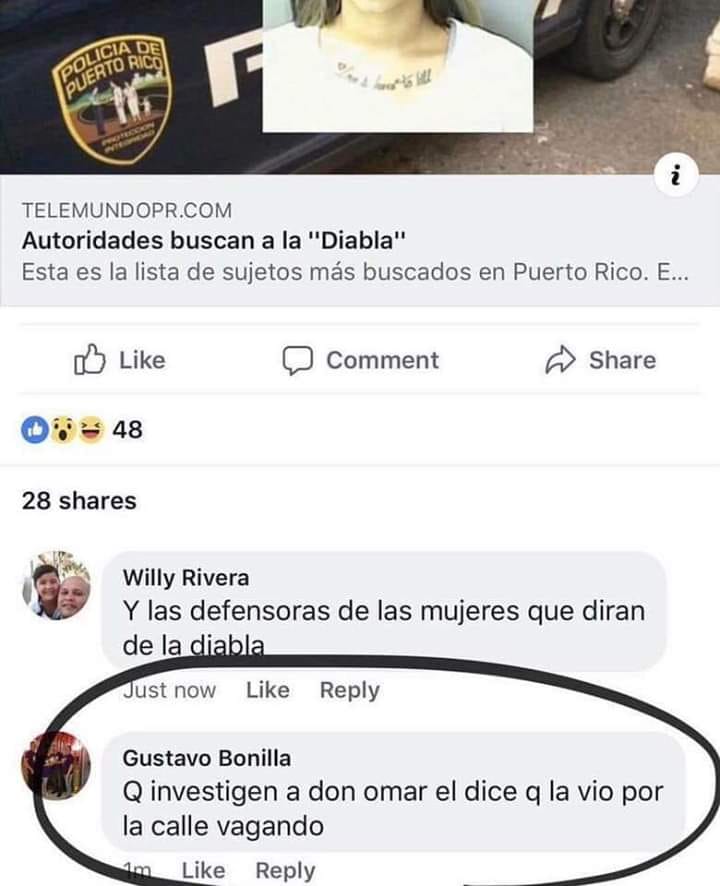 POLICIA DE
PUERTO RICO
PROTECCION
INTEGRIDAD
TELEMUNDOPR.COM
Autoridades buscan a la "Diabla"
Esta es la lista de sujetos más buscados en Puerto Rico. E...
Like Comment Share
48
28 shares
Willy Rivera
Y las defensoras de las mujeres que diran
de la diabla
Just now Like Reply
Gustavo Bonilla
Q investigen a don omar el dice q la vio por
la calle vagando
1m Like Reply